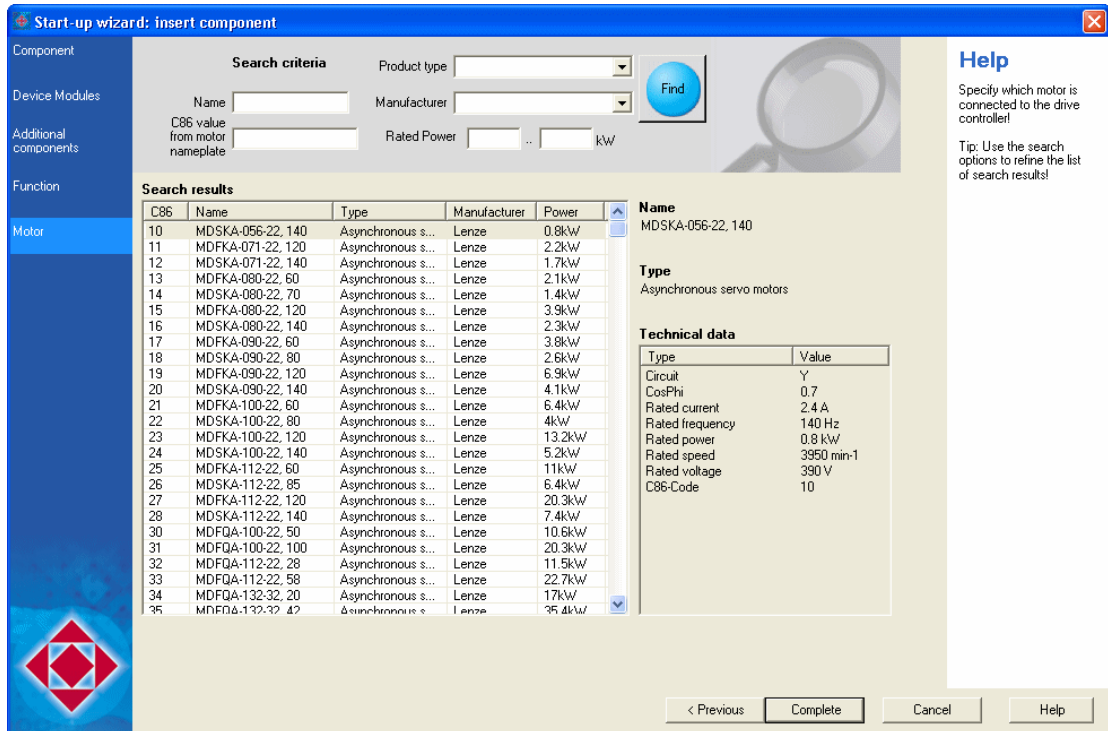 Start-up wizard: insert component
Component
Device Modules
Additional
components
Function
Motor
Search criteria
Name
C86 value
from motor
nameplate
Product type
Manufacturer
Rated Power .. kW
Find
Search results
C86 Name Type Manufacturer Power
10 MDSKA-056-22, 140 Asynchronous s... Lenze 0.8kW
11 MDFKA-071-22, 120 Asynchronous s... Lenze 2.2kW
12 MDSKA-071-22, 140 Asynchronous s... Lenze 1.7kW
13 MDFKA-080-22, 60 Asynchronous s... Lenze 2.1kW
14 MDSKA-080-22, 70 Asynchronous s... Lenze 1.4kW
15 MDFKA-080-22, 120 Asynchronous s... Lenze 3.9kW
16 MDSKA-080-22, 140 Asynchronous s... Lenze 2.3kW
17 MDFKA-090-22, 60 Asynchronous s... Lenze 3.8kW
18 MDSKA-090-22, 80 Asynchronous s... Lenze 2.6kW
19 MDFKA-090-22, 120 Asynchronous s... Lenze 6.9kW
20 MDSKA-090-22, 140 Asynchronous s... Lenze 4.1kW
21 MDFKA-100-22, 60 Asynchronous s... Lenze 6.4kW
22 MDSKA-100-22, 80 Asynchronous s... Lenze 4kW
23 MDFKA-100-22, 120 Asynchronous s... Lenze 13.2kW
24 MDSKA-100-22, 140 Asynchronous s... Lenze 5.2kW
25 MDFKA-112-22, 60 Asynchronous s... Lenze 11kW
26 MDSKA-112-22, 85 Asynchronous s... Lenze 6.4kW
27 MDFKA-112-22, 120 Asynchronous s... Lenze 20.3kW
28 MDSKA-112-22, 140 Asynchronous s... Lenze 7.4kW
30 MDFQA-100-22, 50 Asynchronous s... Lenze 10.6kW
31 MDFQA-100-22, 100 Asynchronous s... Lenze 20.3kW
32 MDFQA-112-22, 28 Asynchronous s... Lenze 11.5kW
33 MDFQA-112-22, 58 Asynchronous s... Lenze 22.7kW
34 MDFQA-132-32, 20 Asynchronous s... Lenze 17kW
35 MDFQA-132-32, 42 Asynchronous s... Lenze 35.4kW
Name
MDSKA-056-22, 140
Type
Asynchronous servo motors
Technical data
Type Value
Circuit Y
CosPhi 0.7
Rated current 2.4 A
Rated frequency 140 Hz
Rated power 0.8 kW
Rated speed 3950 min-1
Rated voltage 390 V
C86-Code 10
Help
Specify which motor is
connected to the drive
controller!
Tip: Use the search
options to refine the list
of search results!
< Previous
Complete
Cancel
Help